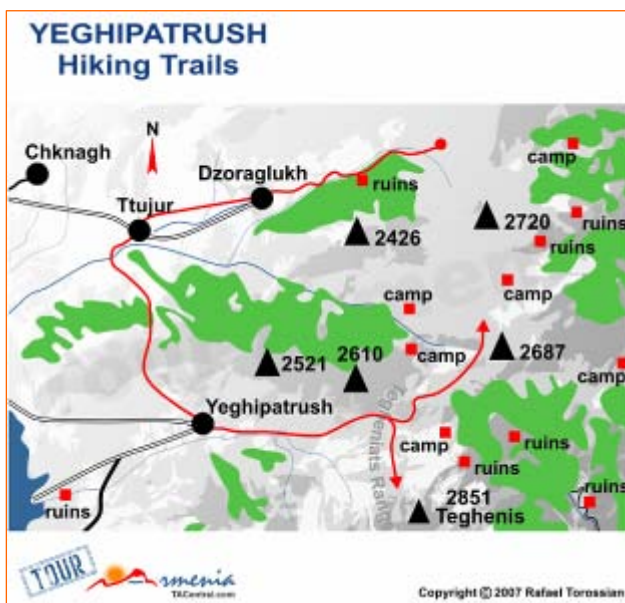 YEGHIPATRUSH
Hiking Trails
N
Chknagh
Dzoraglukh
camp
ruins
Ttujur
2720
ruins
2426
ruins
camp
camp
2610
2687
2521
camp
camp
Yeghipatrush
Tegheniats Range
camp
ruins
ruins
2851
Teghenis
ruins
ruins
TOUR
Armenia
TACentral.com
Copyright © 2007 Rafael Torossian